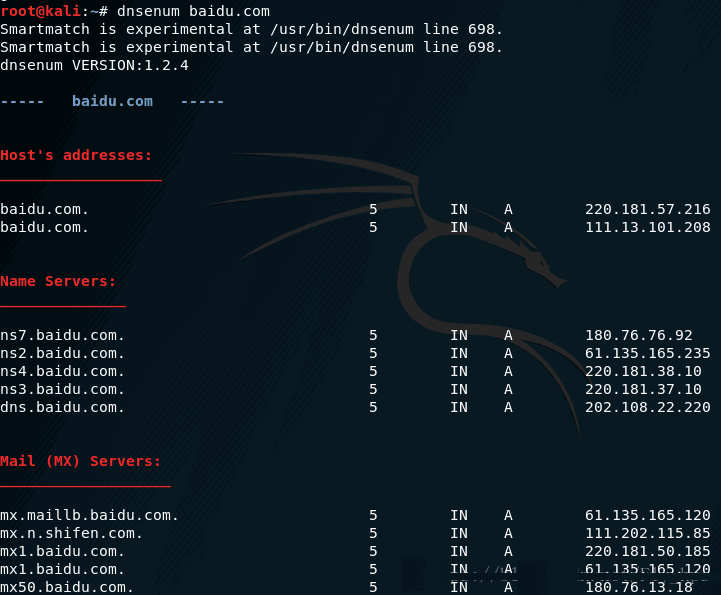 root@kali:~# dnsenum baidu.com
Smartmatch is experimental at /usr/bin/dnsenum line 698.
Smartmatch is experimental at /usr/bin/dnsenum line 698.
dnsenum VERSION:1.2.4
----- baidu.com -----
Host's addresses:
baidu.com. 5 IN A 220.181.57.216
baidu.com. 5 IN A 111.13.101.208
Name Servers:
ns7.baidu.com. 5 IN A 180.76.76.92
ns2.baidu.com. 5 IN A 61.135.165.235
ns4.baidu.com. 5 IN A 220.181.38.10
ns3.baidu.com. 5 IN A 220.181.37.10
dns.baidu.com. 5 IN A 202.108.22.220
Mail (MX) Servers:
mx.maillb.baidu.com. 5 IN A 61.135.165.120
mx.n.shifen.com. 5 IN A 111.202.115.85
mx1.baidu.com. 5 IN A 220.181.50.185
mx1.baidu.com. 5 IN A 61.135.165.120
mx50.baidu.com. 5 IN A 180.76.13.18